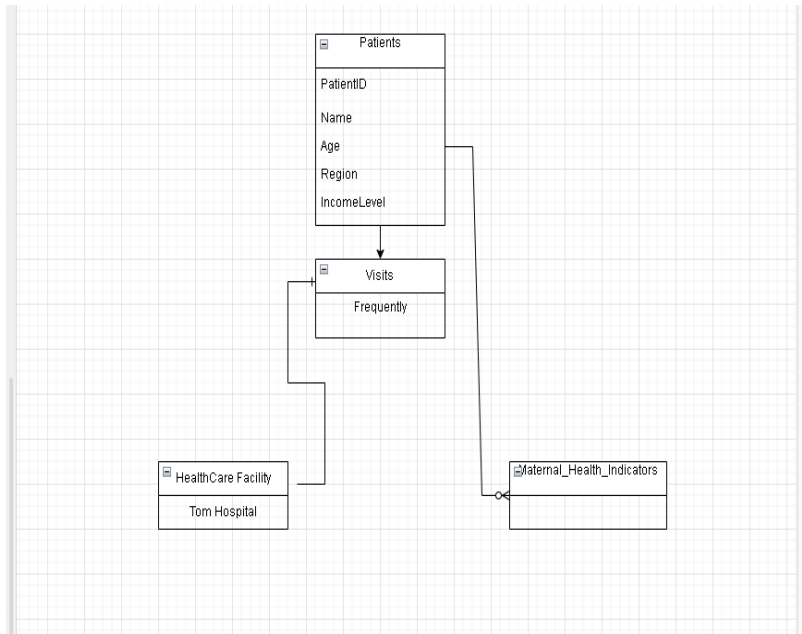 Patients
PatientID
Name
Age
Region
IncomeLevel
Visits
Frequently
HealthCare Facility
Tom Hospital
Maternal_Health_Indicators